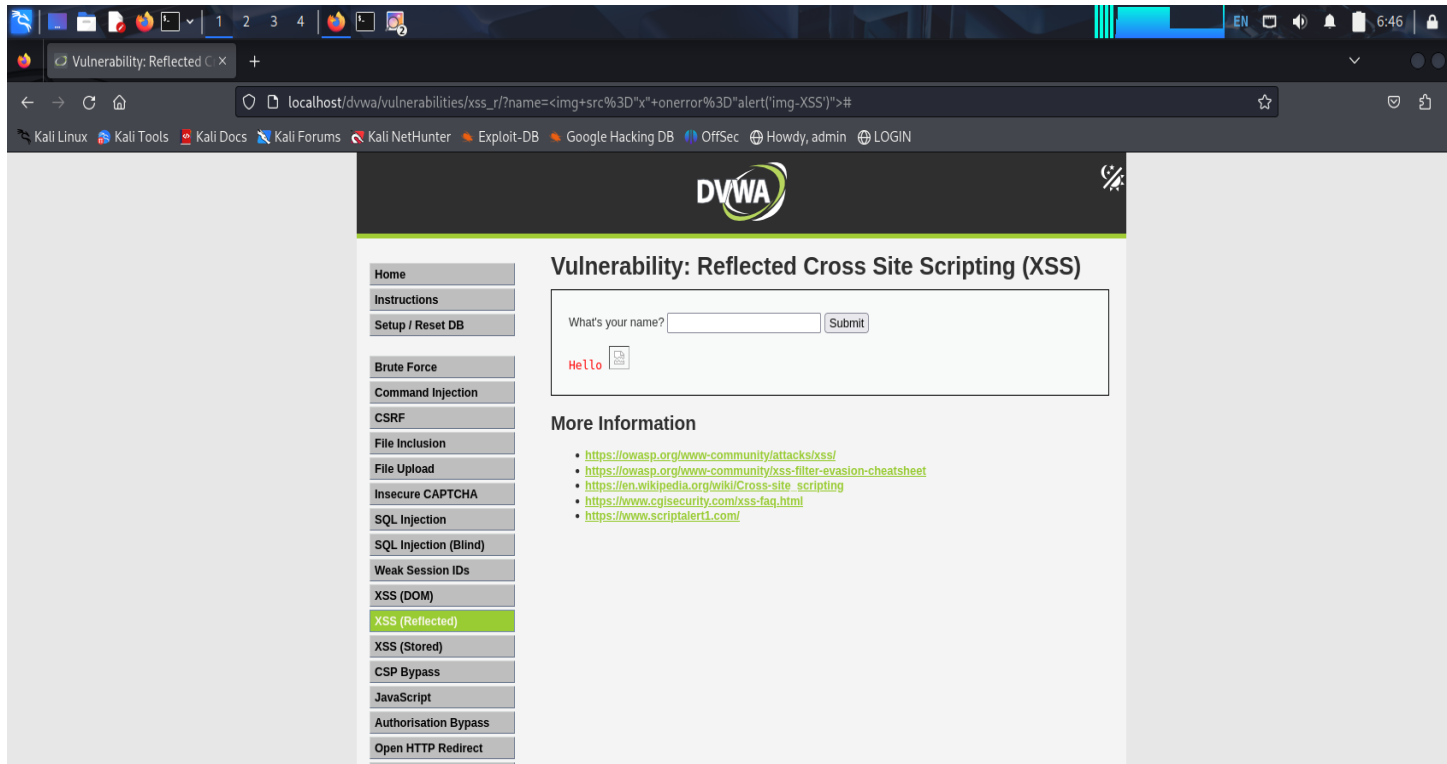 1 2 3 4 2 EN 6:46
Vulnerability: Reflected C
localhost/dvwa/vulnerabilities/xss_r/?name=<img+src%3D"x"+onerror%3D"alert('img-XSS')">#
Kali Linux Kali Tools Kali Docs Kali Forums Kali NetHunter Exploit-DB Google Hacking DB OffSec Howdy, admin LOGIN
DVWA
Home
Instructions
Setup / Reset DB
Brute Force
Command Injection
CSRF
File Inclusion
File Upload
Insecure CAPTCHA
SQL Injection
SQL Injection (Blind)
Weak Session IDs
XSS (DOM)
XSS (Reflected)
XSS (Stored)
CSP Bypass
JavaScript
Authorisation Bypass
Open HTTP Redirect
Vulnerability: Reflected Cross Site Scripting (XSS)
What's your name? Submit
Hello
More Information
• https://owasp.org/www-community/attacks/xss/
• https://owasp.org/www-community/xss-filter-evasion-cheatsheet
• https://en.wikipedia.org/wiki/Cross-site_scripting
• https://www.cgisecurity.com/xss-faq.html
• https://www.scriptalert1.com/